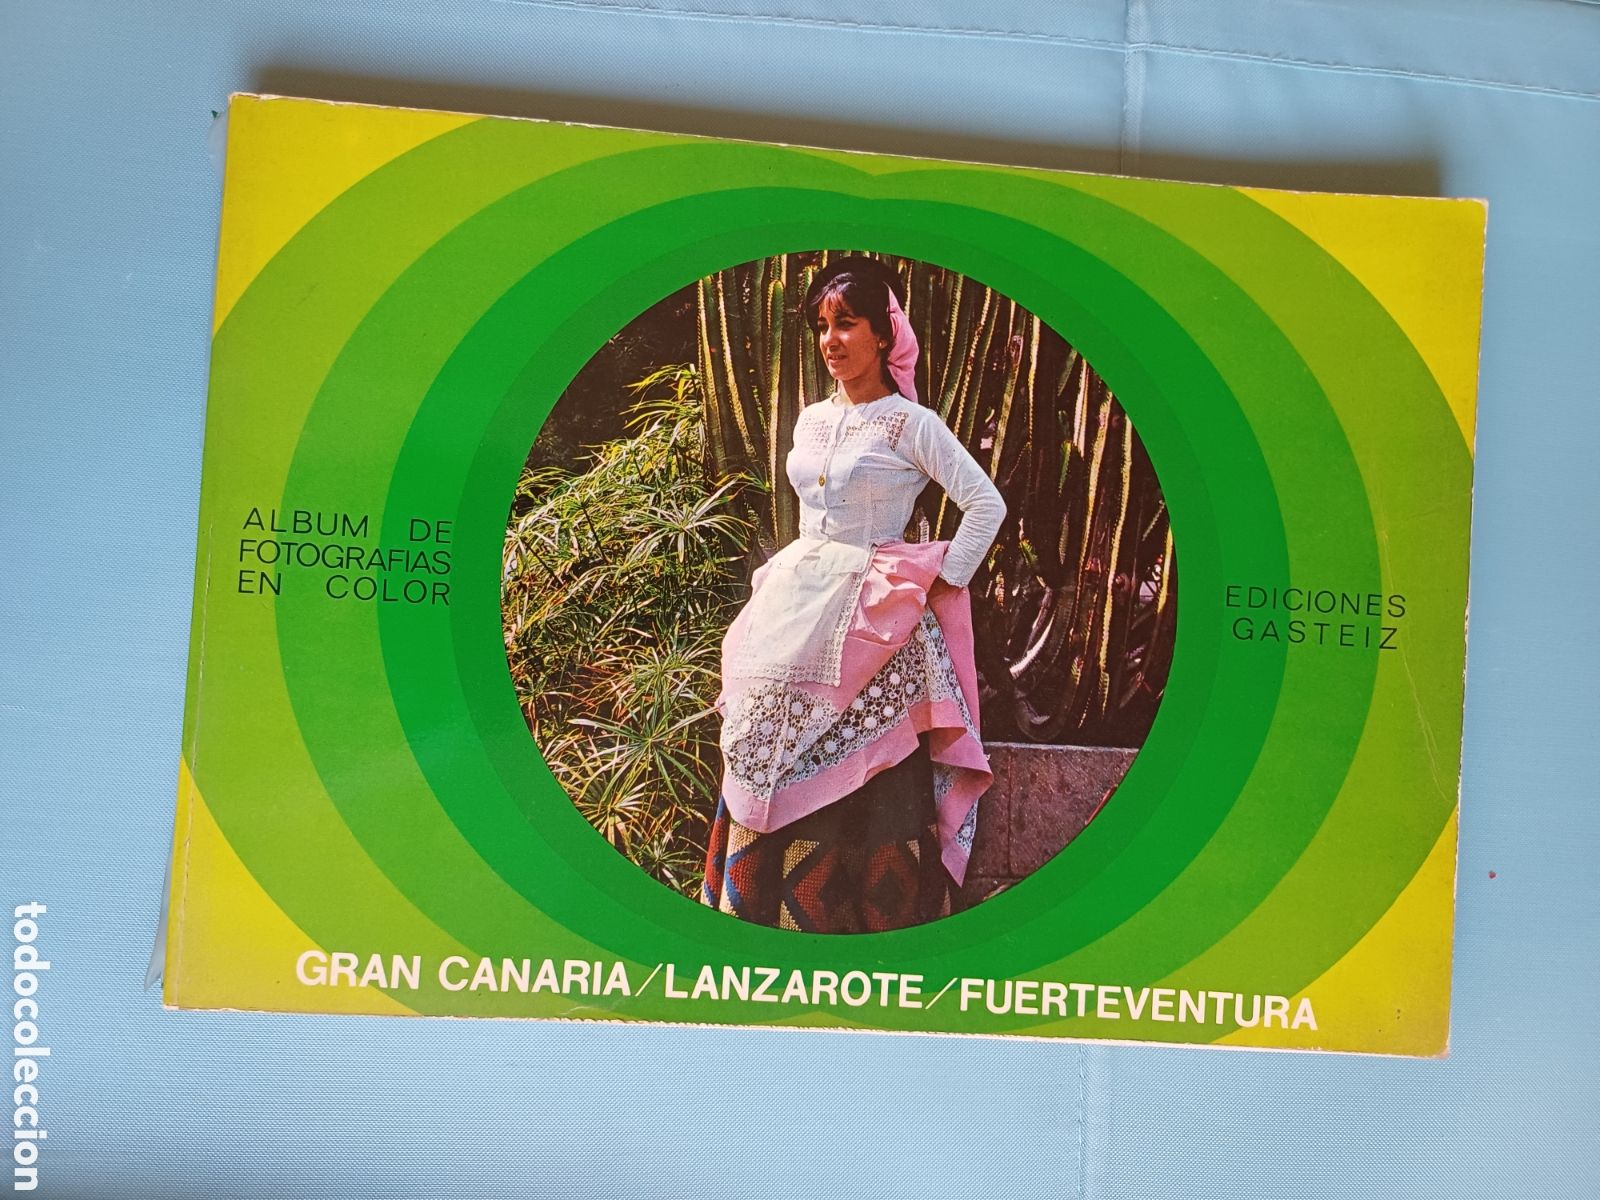 ALBUM DE
FOTOGRAFIAS
EN COLOR
EDICIONES
GASTEIZ
GRAN CANARIA/LANZAROTE/FUERTEVENTURA
todocoleccion